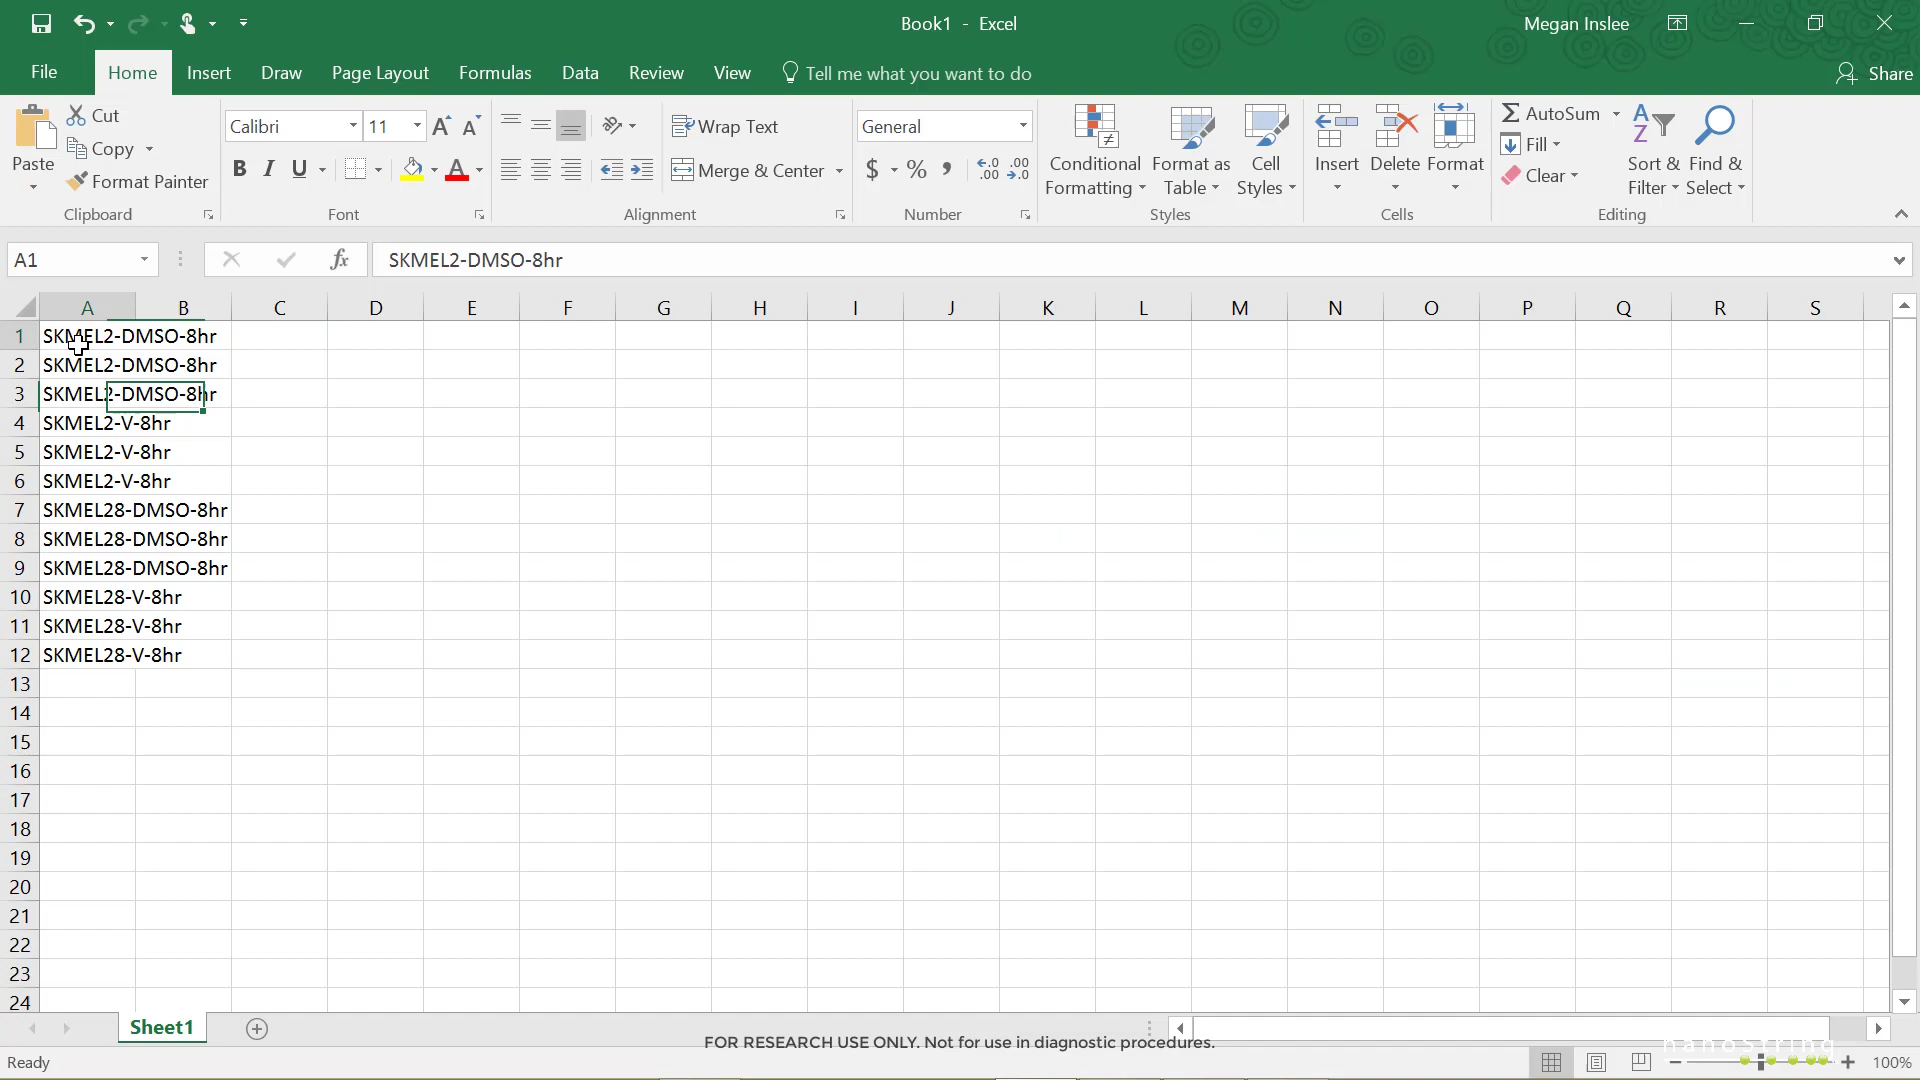 Book1 - Excel
Megan Inslee
File Home Insert Draw Page Layout Formulas Data Review View Tell me what you want to do Share
Paste
Cut
Copy
Format Painter
Clipboard
Calibri 11
B I U
Font
Wrap Text
Merge & Center
Alignment
General
$ % ,
Number
Conditional Formatting
Format as Table
Cell Styles
Styles
Insert
Delete
Format
Cells
AutoSum
Fill
Clear
Sort & Filter
Find & Select
Editing
A1 fx SKMEL2-DMSO-8hr
A B C D E F G H I J K L M N O P Q R S
1 SKMEL2-DMSO-8hr
2 SKMEL2-DMSO-8hr
3 SKMEL2-DMSO-8hr
4 SKMEL2-V-8hr
5 SKMEL2-V-8hr
6 SKMEL2-V-8hr
7 SKMEL28-DMSO-8hr
8 SKMEL28-DMSO-8hr
9 SKMEL28-DMSO-8hr
10 SKMEL28-V-8hr
11 SKMEL28-V-8hr
12 SKMEL28-V-8hr
13
14
15
16
17
18
19
20
21
22
23
24
Sheet1
FOR RESEARCH USE ONLY. Not for use in diagnostic procedures.
nanoString
Ready
100%